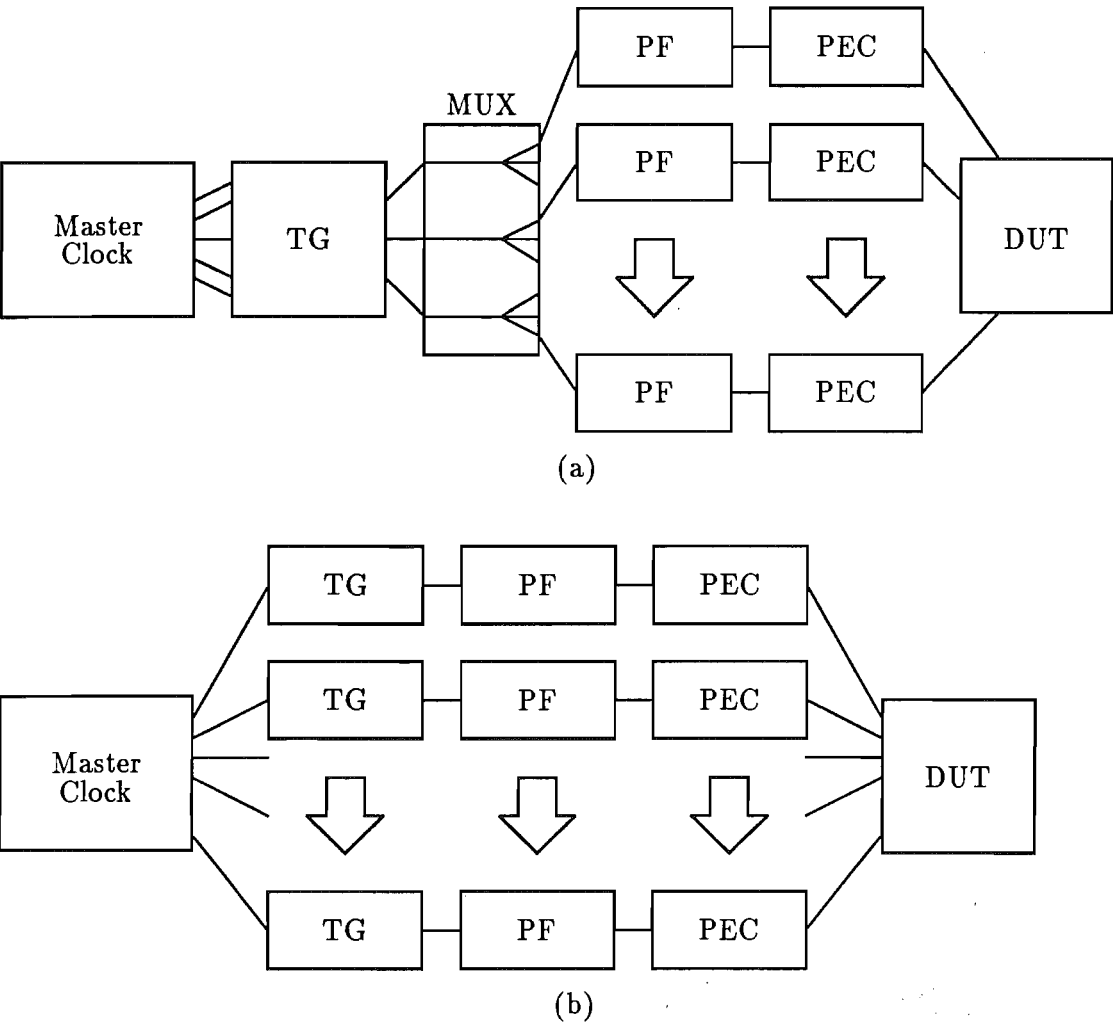 PF
PEC
MUX
PF
PEC
Master
Clock
TG
DUT
PF
PEC
(a)
TG
PF
PEC
TG
PF
PEC
Master
Clock
DUT
TG
PF
PEC
(b)